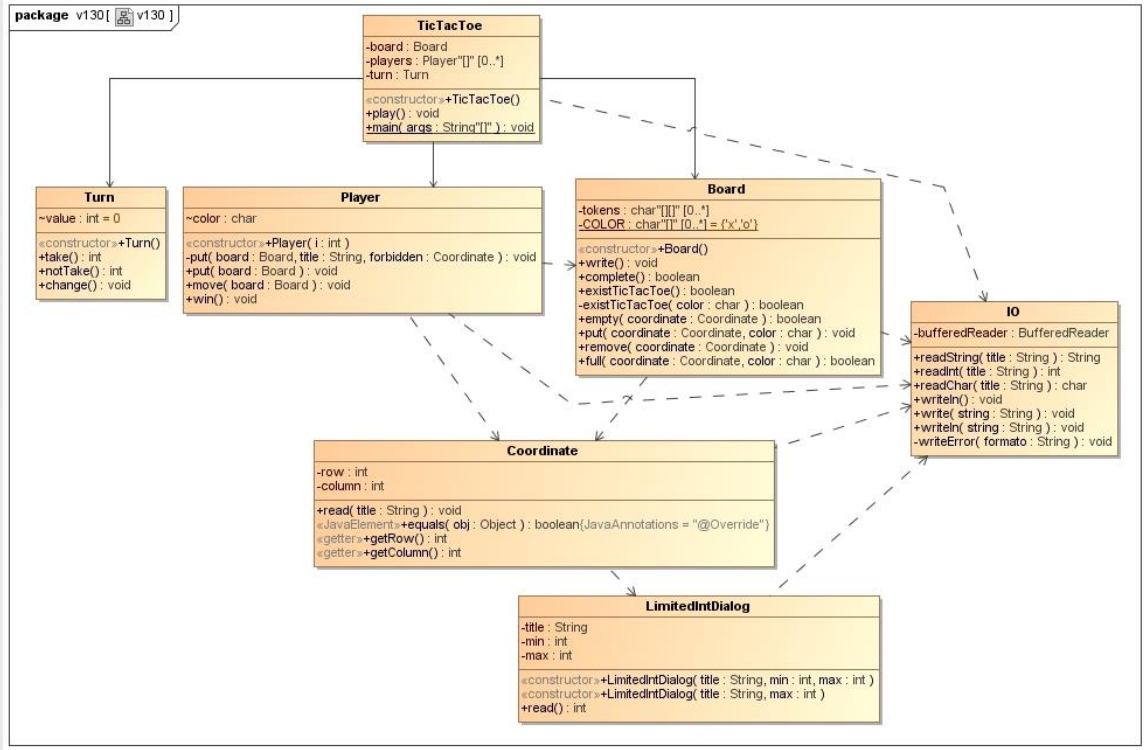 package v130[ v130 ]
TicTacToe
-board : Board
-players : Player"[]" [0..*]
-turn : Turn
«constructor»+TicTacToe()
+play() : void
+main( args : String"[]" ) : void
Turn
~value : int = 0
«constructor»+Turn()
+take() : int
+notTake() : int
+change() : void
Player
~color : char
«constructor»+Player( i : int )
-put( board : Board, title : String, forbidden : Coordinate ) : void
+put( board : Board ) : void
+move( board : Board ) : void
+win() : void
Board
-tokens : char"[][]" [0..*]
-COLOR : char"[]" [0..*] = {'x','o'}
«constructor»+Board()
+write() : void
+complete() : boolean
+existTicTacToe() : boolean
-existTicTacToe( color : char ) : boolean
+empty( coordinate : Coordinate ) : boolean
+put( coordinate : Coordinate, color : char ) : void
+remove( coordinate : Coordinate ) : void
+full( coordinate : Coordinate, color : char ) : boolean
IO
-bufferedReader : BufferedReader
+readString( title : String ) : String
+readInt( title : String ) : int
+readChar( title : String ) : char
+writeln() : void
+write( string : String ) : void
+writeln( string : String ) : void
-writeError( formato : String ) : void
Coordinate
-row : int
-column : int
+read( title : String ) : void
«JavaElement»+equals( obj : Object ) : boolean{JavaAnnotations = "@Override"}
«getter»+getRow() : int
«getter»+getColumn() : int
LimitedIntDialog
-title : String
-min : int
-max : int
«constructor»+LimitedIntDialog( title : String, min : int, max : int )
«constructor»+LimitedIntDialog( title : String, max : int )
+read() : int